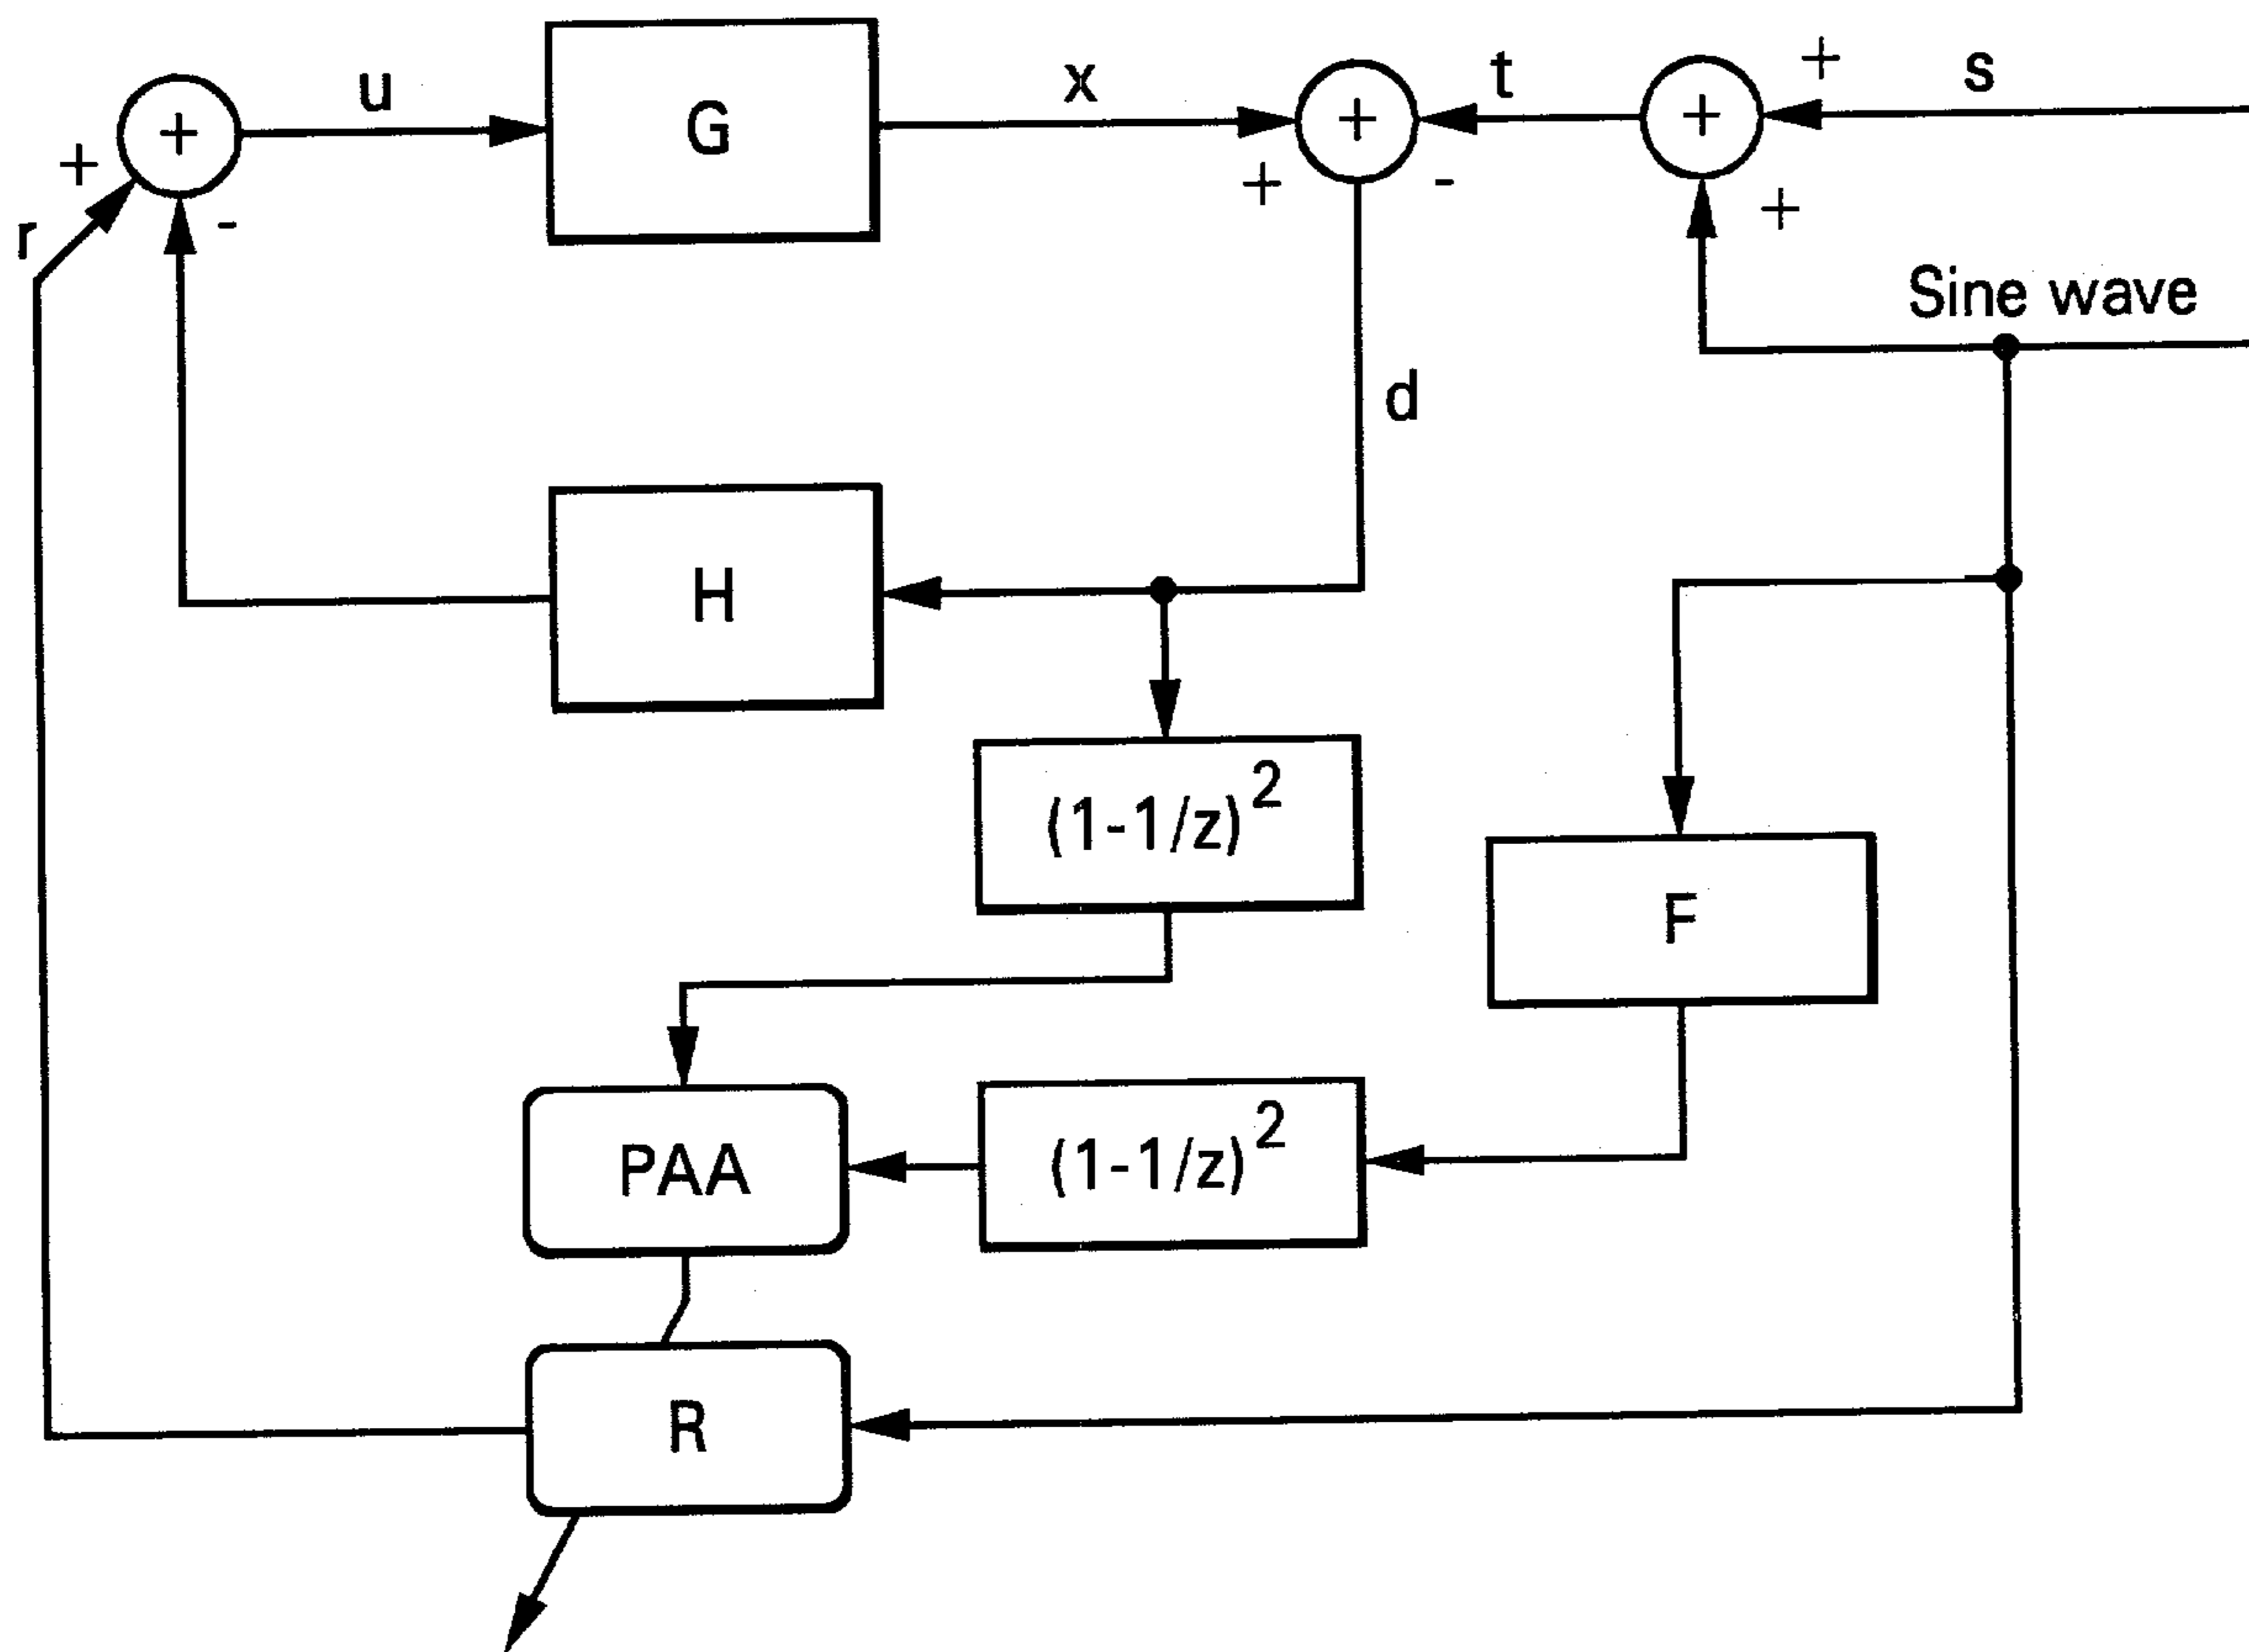 +
u
G
x
+
t
+
+
s
+
r
-
+
-
+
Sine wave
d
H
(1-1/z)²
F
PAA
(1-1/z)²
R